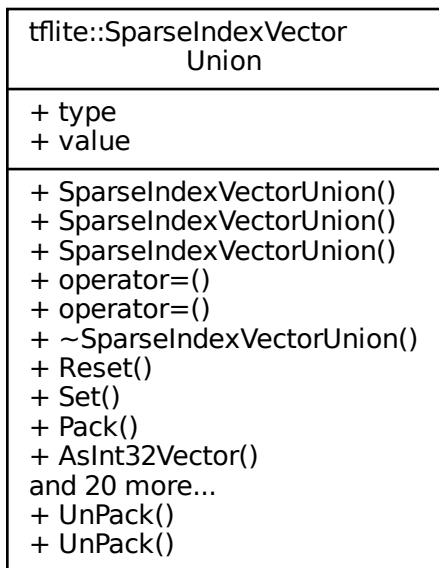 tflite::SparseIndexVector
Union
+ type
+ value
+ SparseIndexVectorUnion()
+ SparseIndexVectorUnion()
+ SparseIndexVectorUnion()
+ operator=()
+ operator=()
+ ~SparseIndexVectorUnion()
+ Reset()
+ Set()
+ Pack()
+ AsInt32Vector()
and 20 more...
+ UnPack()
+ UnPack()